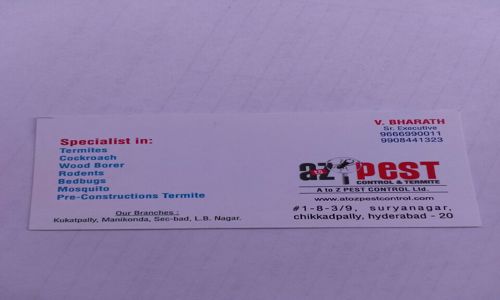 V. BHARATH
Sr. Executive
9666990011
9908441323
Specialist in:
Termites
Cockroach
Wood Borer
Rodents
Bedbugs
Mosquito
Pre-Constructions Termite
Our Branches :
Kukatpally, Manikonda, Sec-bad, L.B. Nagar.
a to z PEST
CONTROL & TERMITE
A to Z PEST CONTROL Ltd.
www.atozpestcontrol.com
#1-8-3/9, suryanagar,
chikkadpally, hyderabad - 20